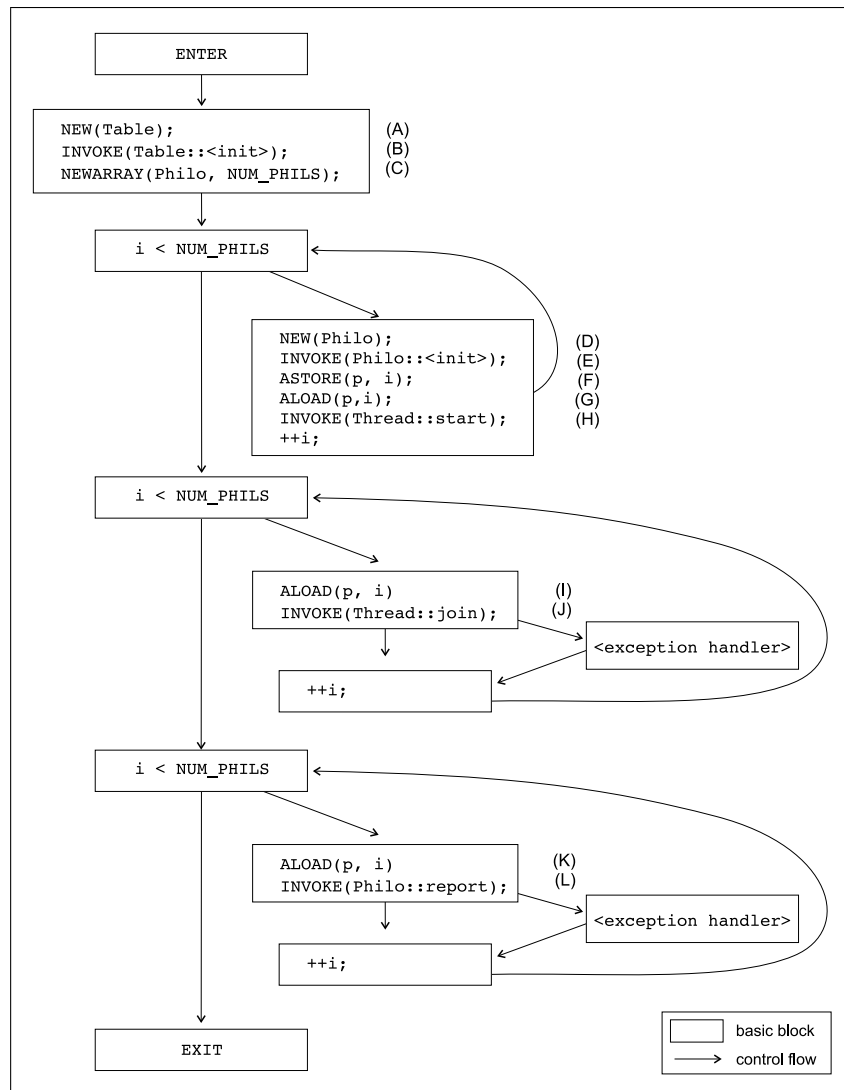 ENTER
NEW(Table); (A)
INVOKE(Table::<init>); (B)
NEWARRAY(Philo, NUM_PHILS); (C)
i < NUM_PHILS
NEW(Philo); (D)
INVOKE(Philo::<init>); (E)
ASTORE(p, i); (F)
ALOAD(p,i); (G)
INVOKE(Thread::start); (H)
++i;
i < NUM_PHILS
ALOAD(p, i) (I)
INVOKE(Thread::join); (J)
<exception handler>
++i;
i < NUM_PHILS
ALOAD(p, i) (K)
INVOKE(Philo::report); (L)
<exception handler>
++i;
EXIT
basic block
control flow